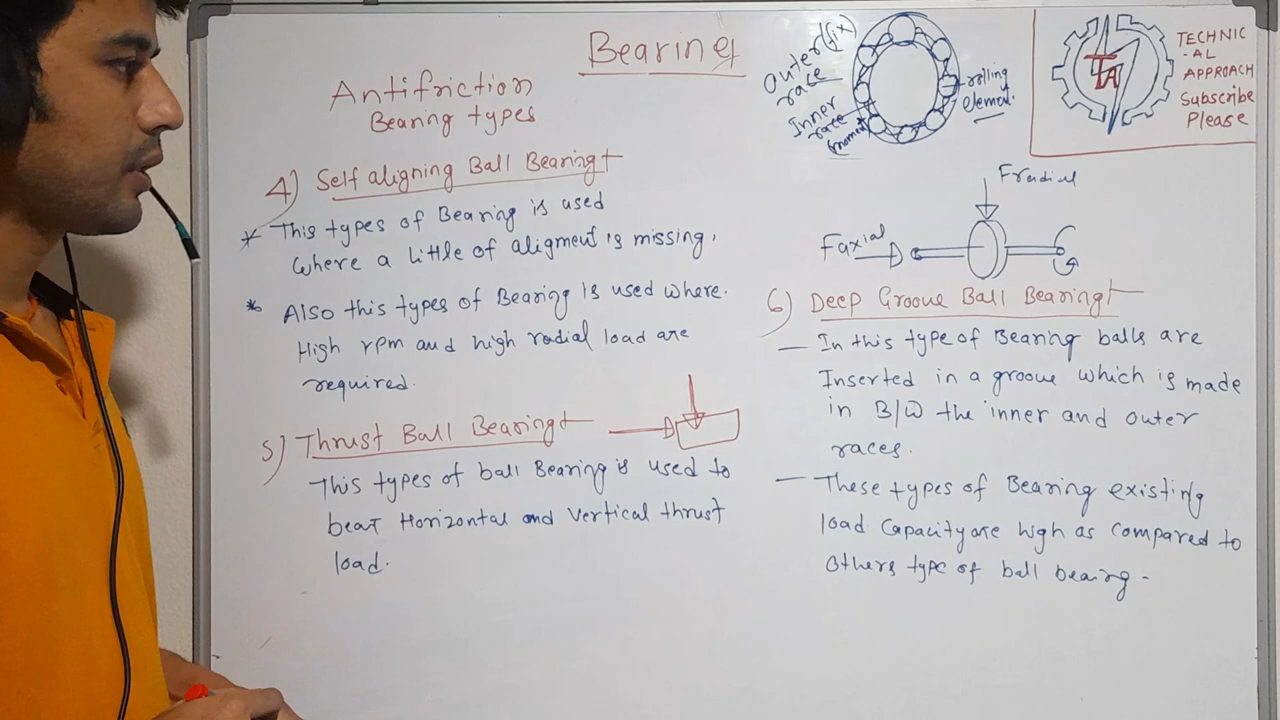 Bearing
Antifriction
Bearing types
Outer (fix)
race
Inner
race
(moment)
rolling
element.
TECHNIC
-AL
APPROACH
Subscribe
Please
TA
4) Self aligning Ball Bearing
* This types of Bearing is used
where a little of aligment is missing.
* Also this types of Bearing is used where.
High rpm and high radial load are
required.
5) Thrust Ball Bearing
This types of ball Bearing is used to
bear Horizontal and vertical thrust
load.
Fradial
Faxial
6) Deep Groove Ball Bearing
- In this type of Bearing balls are
Inserted in a groove which is made
in B/W the inner and outer
races.
- These types of Bearing existing
load capacity are high as compared to
others type of ball bearing -